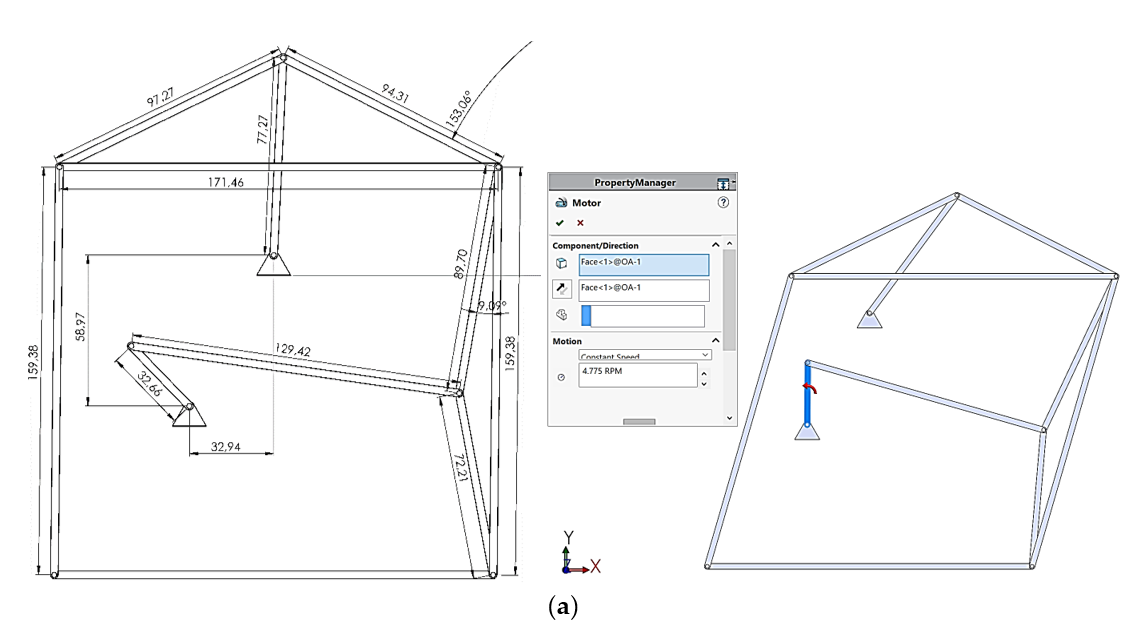 97,27
94,31
153,06°
77,27
171,46
89,70
9,09°
58,97
159,38
129,42
159,38
32,66
32,94
72,21
PropertyManager
Motor
?
Component/Direction
Face<1>@OA-1
Face<1>@OA-1
Motion
Constant Speed
4.775 RPM
Y
X
(a)